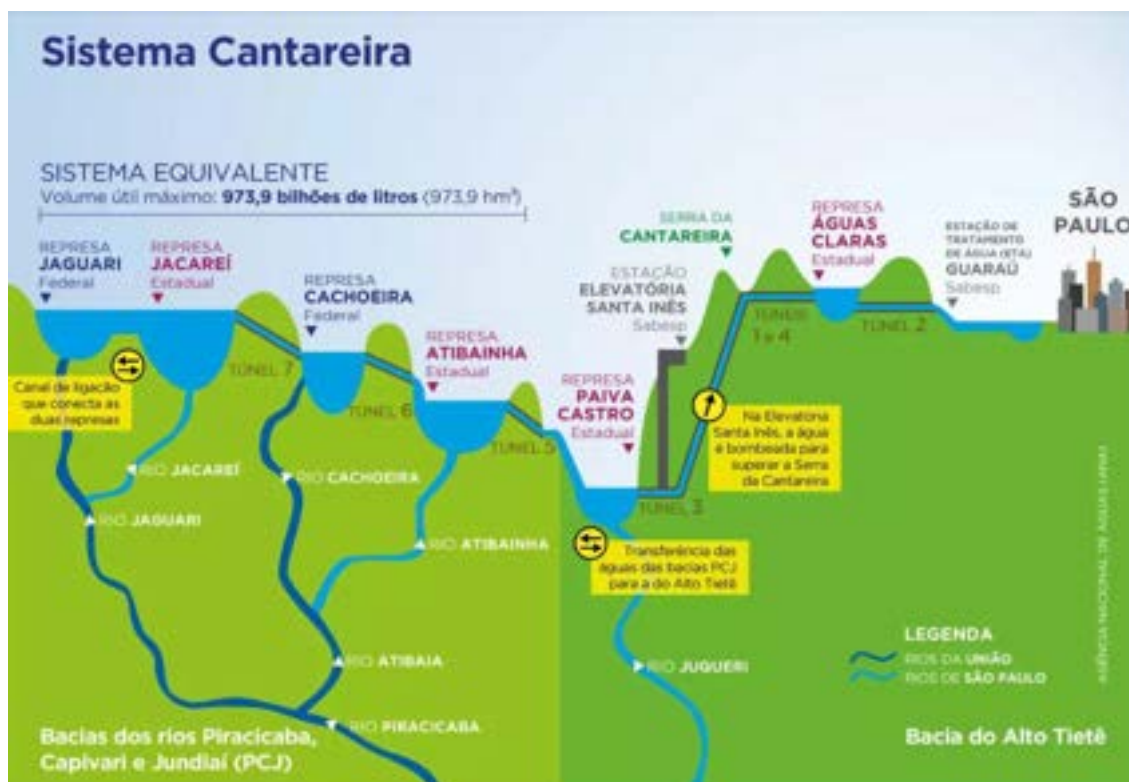 Sistema Cantareira
SISTEMA EQUIVALENTE
Volume útil máximo: 973,9 bilhões de litros (973,9 hm³)
REPRESA
JAGUARI
Federal
REPRESA
JACAREÍ
Estadual
REPRESA
CACHOEIRA
Federal
REPRESA
ATIBAINHA
Estadual
REPRESA
PAIVA
CASTRO
Estadual
ESTAÇÃO
ELEVATÓRIA
SANTA INÊS
Sabesp
SERRA DA
CANTAREIRA
REPRESA
ÁGUAS
CLARAS
Estadual
ESTAÇÃO DE
TRATAMENTO
DE ÁGUA (ETA)
GUARAÚ
Sabesp
SÃO
PAULO
TÚNEL 7
TÚNEL 6
TÚNEL 5
TÚNEL 3
TÚNEIS
1 e 4
TÚNEL 2
Canal de ligação
que conecta as
duas represas
Na Elevatória
Santa Inês, a água
é bombeada para
superar a Serra
da Cantareira
Transferência das
águas das bacias PCJ
para a do Alto Tietê
RIO JACAREÍ
RIO JAGUARI
RIO CACHOEIRA
RIO ATIBAINHA
RIO ATIBAIA
RIO PIRACICABA
RIO JUQUERI
LEGENDA
RIOS DA UNIÃO
RIOS DE SÃO PAULO
Bacias dos rios Piracicaba,
Capivari e Jundiaí (PCJ)
Bacia do Alto Tietê
AGÊNCIA NACIONAL DE ÁGUAS